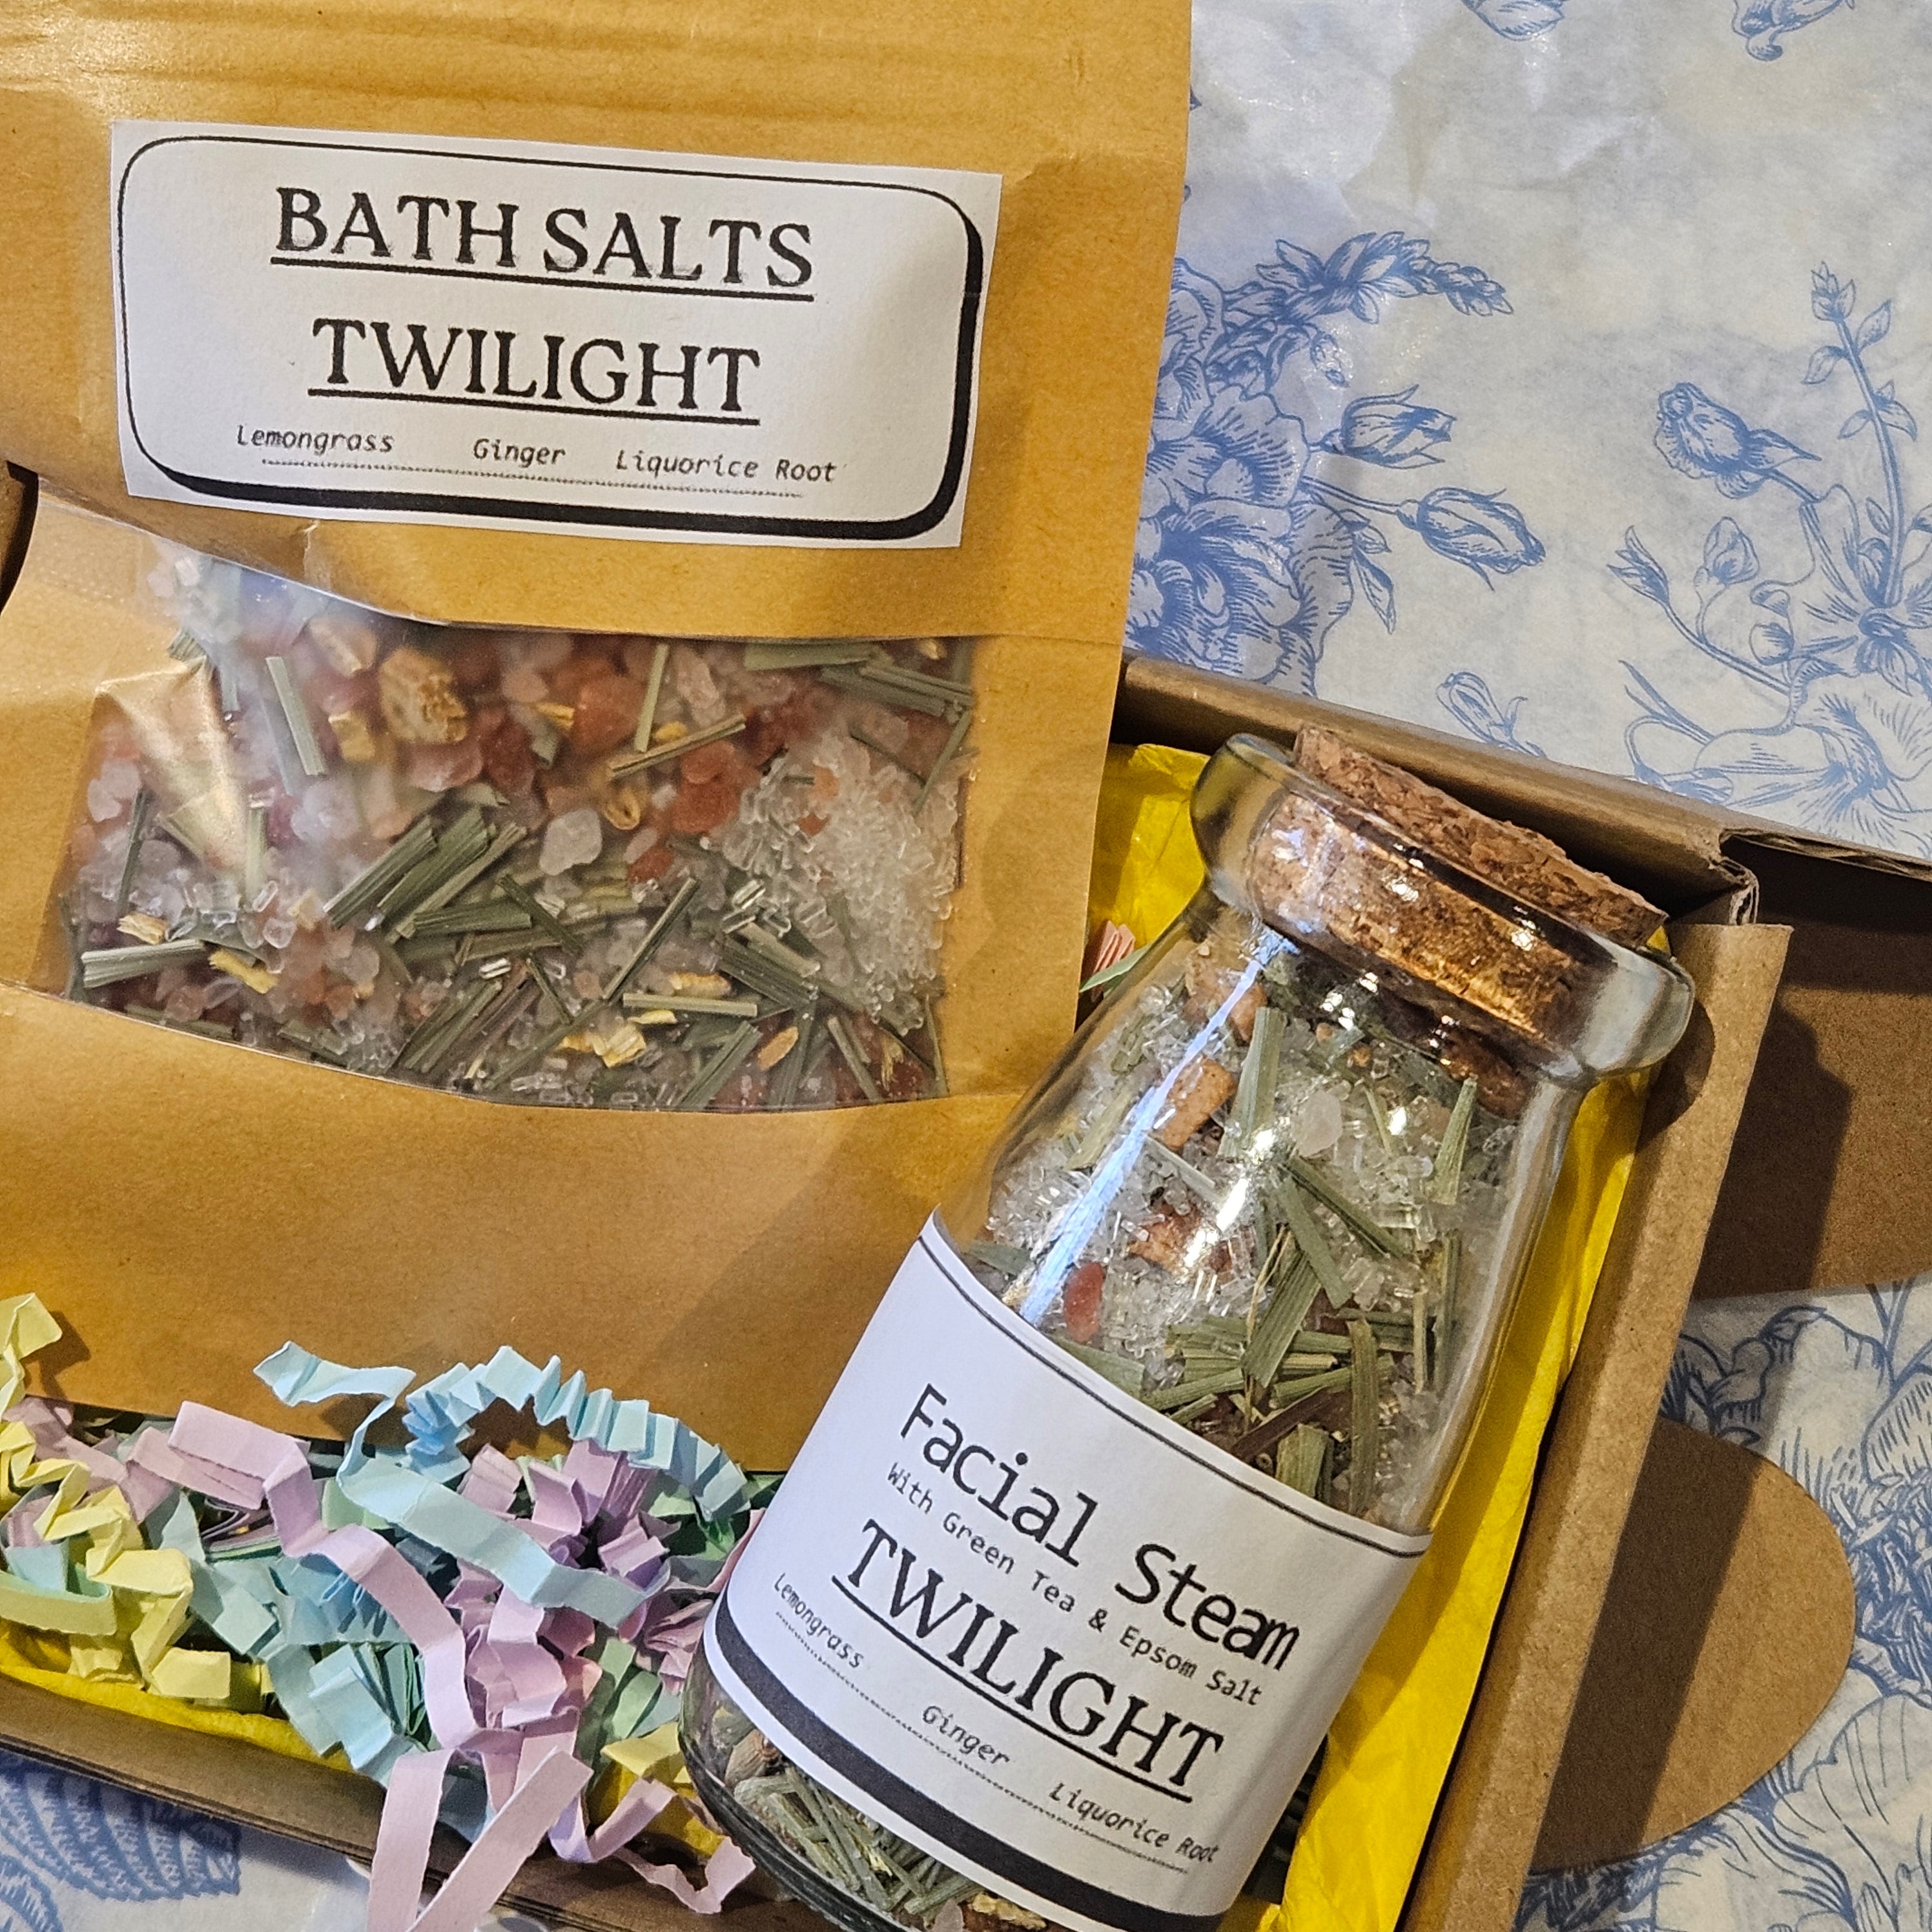 BATH SALTS
TWILIGHT
Lemongrass Ginger Liquorice Root
Facial Steam
With Green Tea & Epsom Salt
TWILIGHT
Lemongrass Ginger Liquorice Root